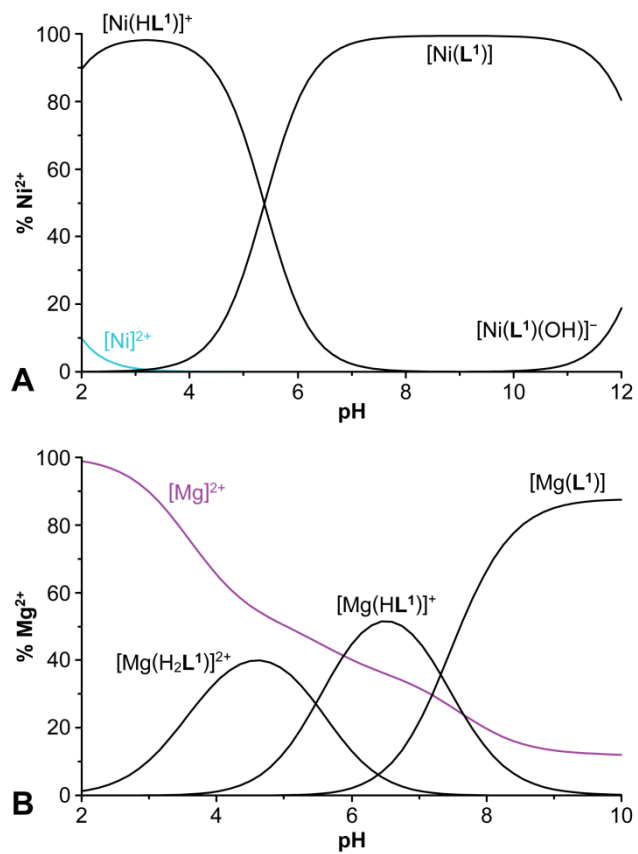 [Ni(HL¹)]⁺
[Ni(L¹)]
100
80
60
40
20
0
% Ni²⁺
[Ni]²⁺
[Ni(L¹)(OH)]⁻
A
2
4
6
8
10
12
pH
100
80
60
40
20
0
% Mg²⁺
[Mg]²⁺
[Mg(L¹)]
[Mg(HL¹)]⁺
[Mg(H₂L¹)]²⁺
B
2
4
6
8
10
pH